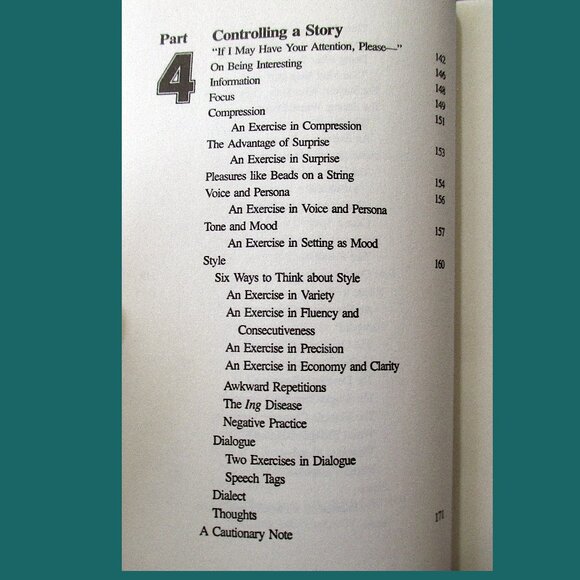 Part 4 Controlling a Story
“If I May Have Your Attention, Please—” 142
On Being Interesting 146
Information 148
Focus 149
Compression 151
An Exercise in Compression
The Advantage of Surprise 153
An Exercise in Surprise
Pleasures like Beads on a String 154
Voice and Persona 156
An Exercise in Voice and Persona
Tone and Mood 157
An Exercise in Setting as Mood
Style 160
Six Ways to Think about Style
An Exercise in Variety
An Exercise in Fluency and
Consecutiveness
An Exercise in Precision
An Exercise in Economy and Clarity
Awkward Repetitions
The Ing Disease
Negative Practice
Dialogue
Two Exercises in Dialogue
Speech Tags
Dialect
Thoughts
A Cautionary Note 171